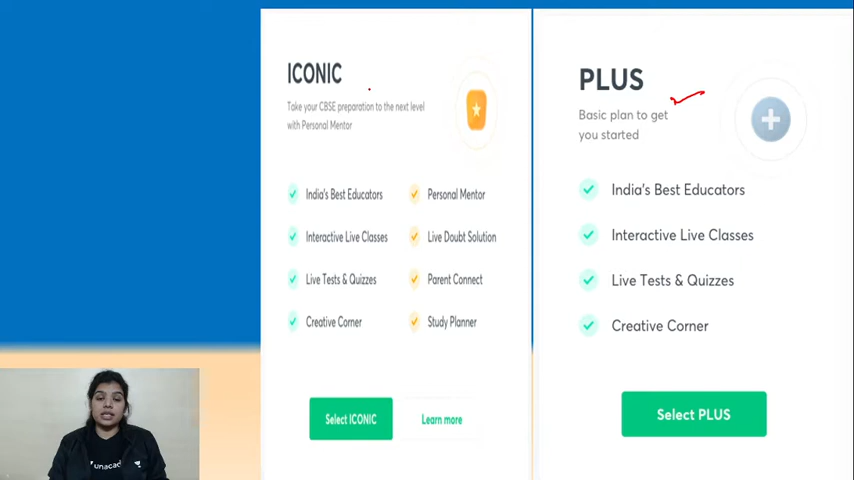 ICONIC
Take your CBSE preparation to the next level
with Personal Mentor
India's Best Educators
Personal Mentor
Interactive Live Classes
Live Doubt Solution
Live Tests & Quizzes
Parent Connect
Creative Corner
Study Planner
Select ICONIC
Learn more
PLUS
Basic plan to get
you started
India's Best Educators
Interactive Live Classes
Live Tests & Quizzes
Creative Corner
Select PLUS